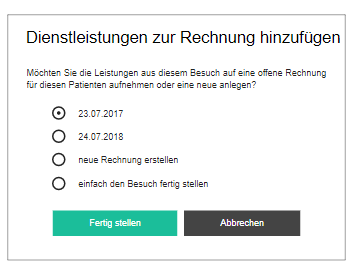 Dienstleistungen zur Rechnung hinzufügen
Möchten Sie die Leistungen aus diesem Besuch auf eine offene Rechnung
für diesen Patienten aufnehmen oder eine neue anlegen?
23.07.2017
24.07.2018
neue Rechnung erstellen
einfach den Besuch fertig stellen
Fertig stellen Abbrechen